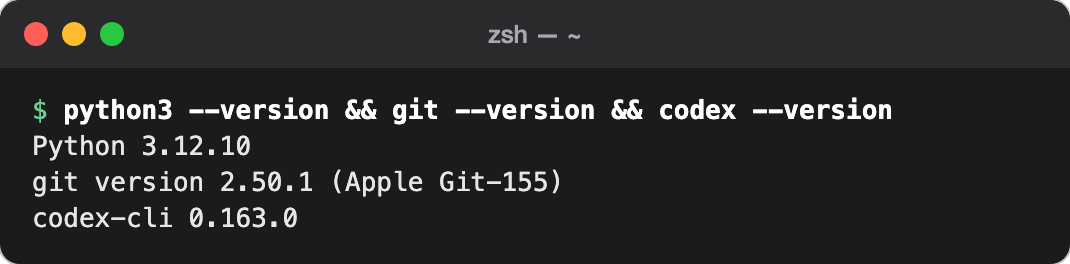 zsh — ~
$ python3 --version && git --version && codex --version
Python 3.12.10
git version 2.50.1 (Apple Git-155)
codex-cli 0.163.0